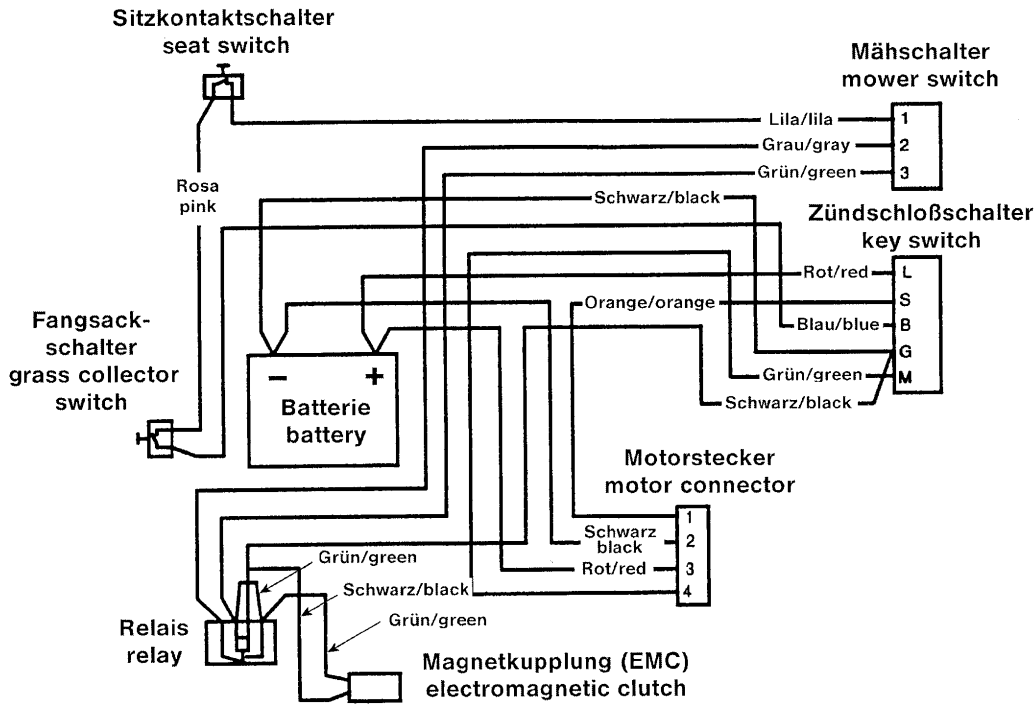 Sitzkontaktschalter
seat switch
Mähschalter
mower switch
Lila/lila
1
Grau/gray
2
Grün/green
3
Rosa
pink
Schwarz/black
Zündschloßschalter
key switch
Rot/red
L
Orange/orange
S
Blau/blue
B
G
Grün/green
M
Schwarz/black
Fangsack-
schalter
grass collector
switch
− +
Batterie
battery
Motorstecker
motor connector
1
Schwarz
black
2
Rot/red
3
4
Grün/green
Schwarz/black
Grün/green
Relais
relay
Magnetkupplung (EMC)
electromagnetic clutch